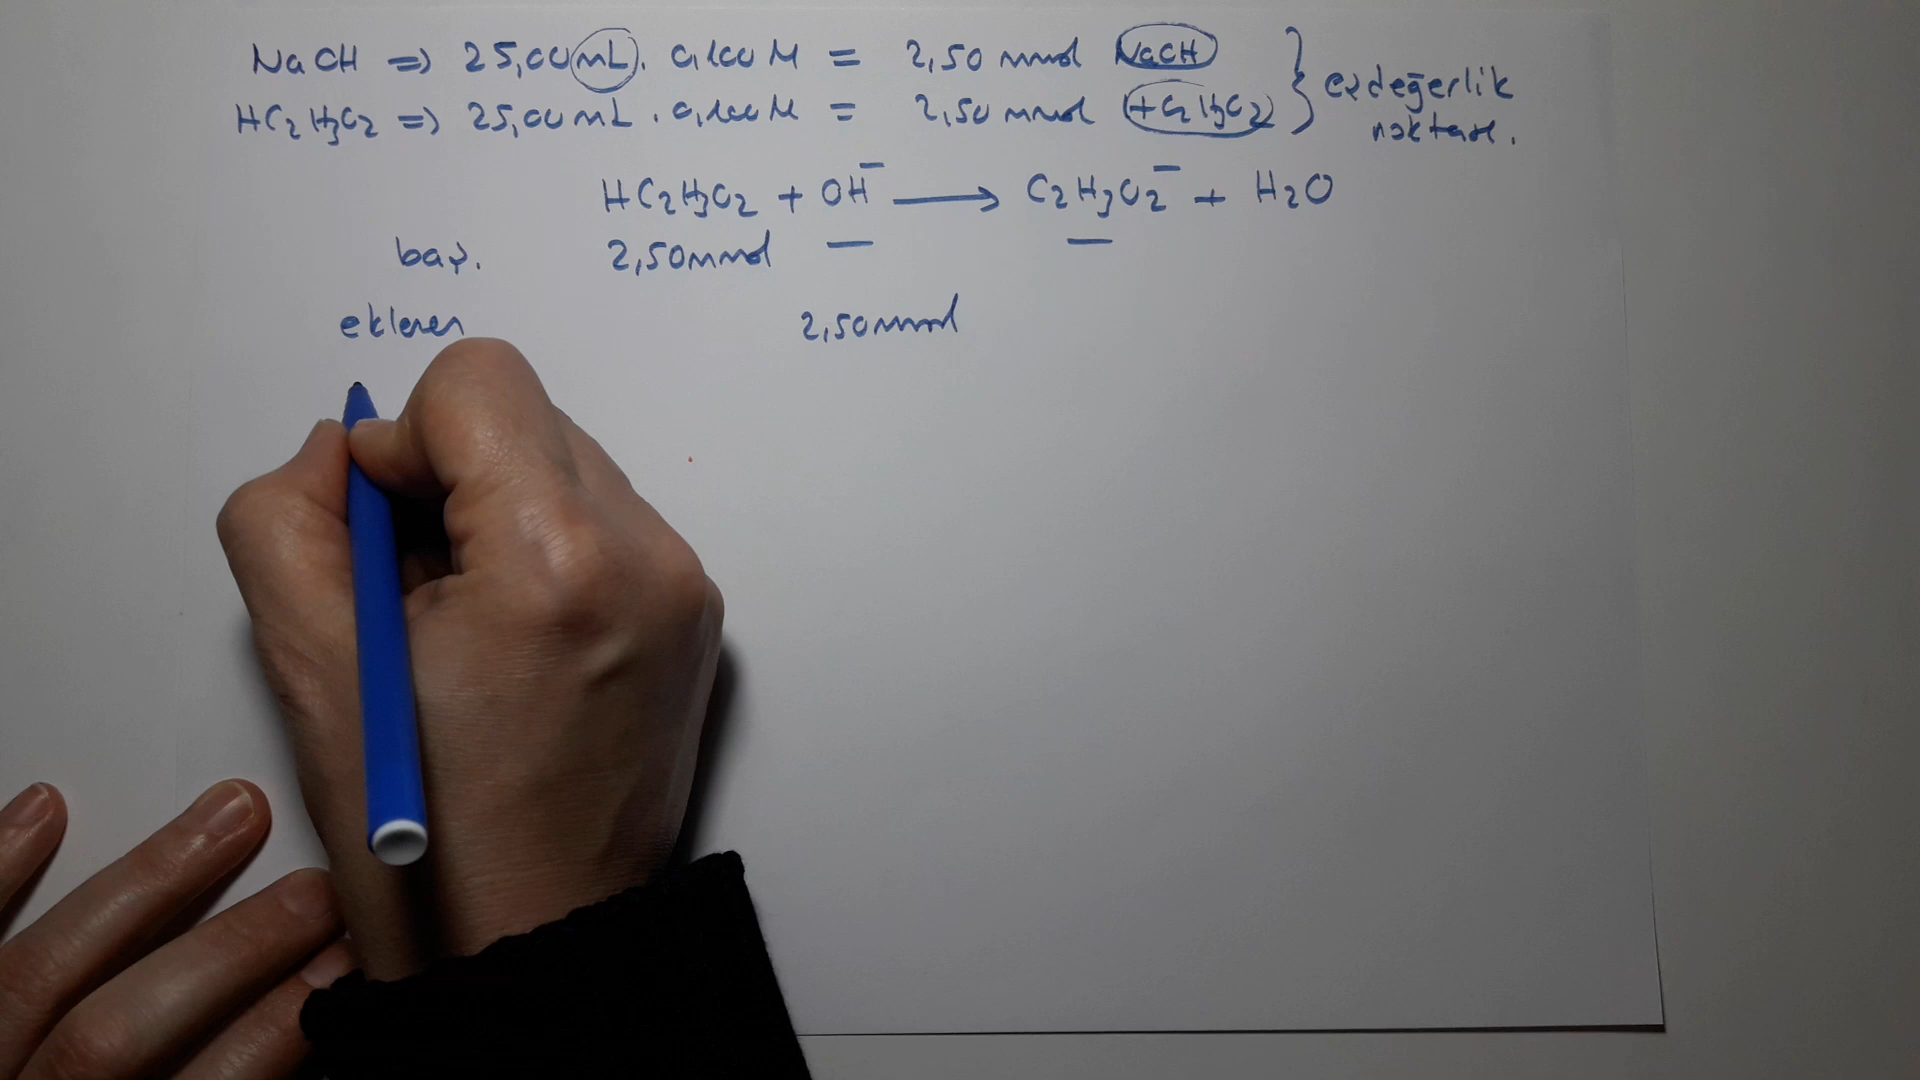 NaOH => 25,00 mL . 0,100 M = 2,50 mmol NaOH
HC2H3O2 => 25,00 mL . 0,100 M = 2,50 mmol HC2H3O2 } eşdeğerlik noktası.
HC2H3O2 + OH⁻ → C2H3O2⁻ + H2O
baş. 2,50 mmol — —
eklenen 2,50 mmol